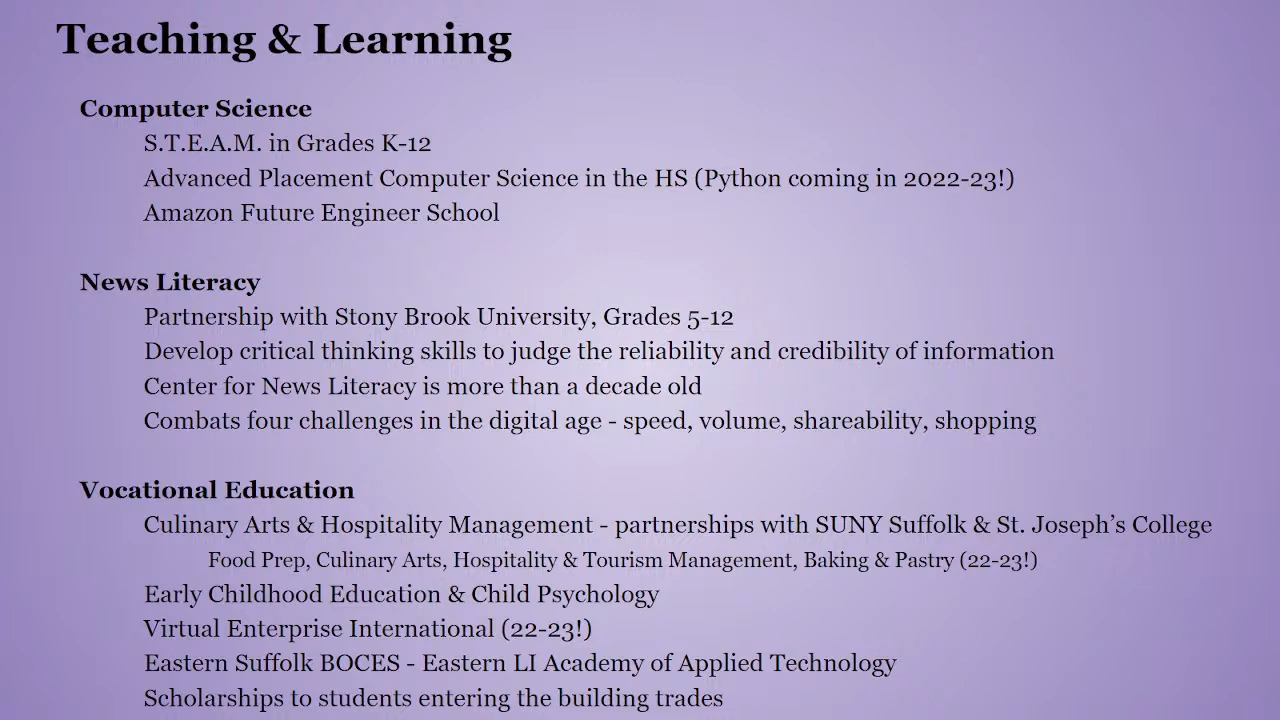 Teaching & Learning
Computer Science
S.T.E.A.M. in Grades K-12
Advanced Placement Computer Science in the HS (Python coming in 2022-23!)
Amazon Future Engineer School
News Literacy
Partnership with Stony Brook University, Grades 5-12
Develop critical thinking skills to judge the reliability and credibility of information
Center for News Literacy is more than a decade old
Combats four challenges in the digital age - speed, volume, shareability, shopping
Vocational Education
Culinary Arts & Hospitality Management - partnerships with SUNY Suffolk & St. Joseph’s College
Food Prep, Culinary Arts, Hospitality & Tourism Management, Baking & Pastry (22-23!)
Early Childhood Education & Child Psychology
Virtual Enterprise International (22-23!)
Eastern Suffolk BOCES - Eastern LI Academy of Applied Technology
Scholarships to students entering the building trades